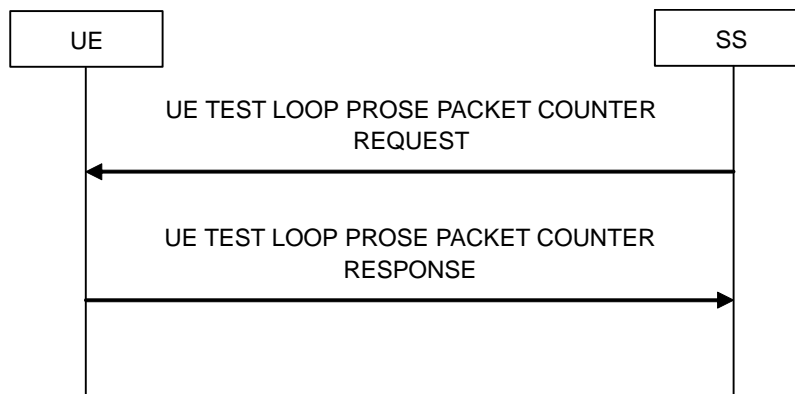 UE
SS
UE TEST LOOP PROSE PACKET COUNTER
REQUEST
UE TEST LOOP PROSE PACKET COUNTER
RESPONSE